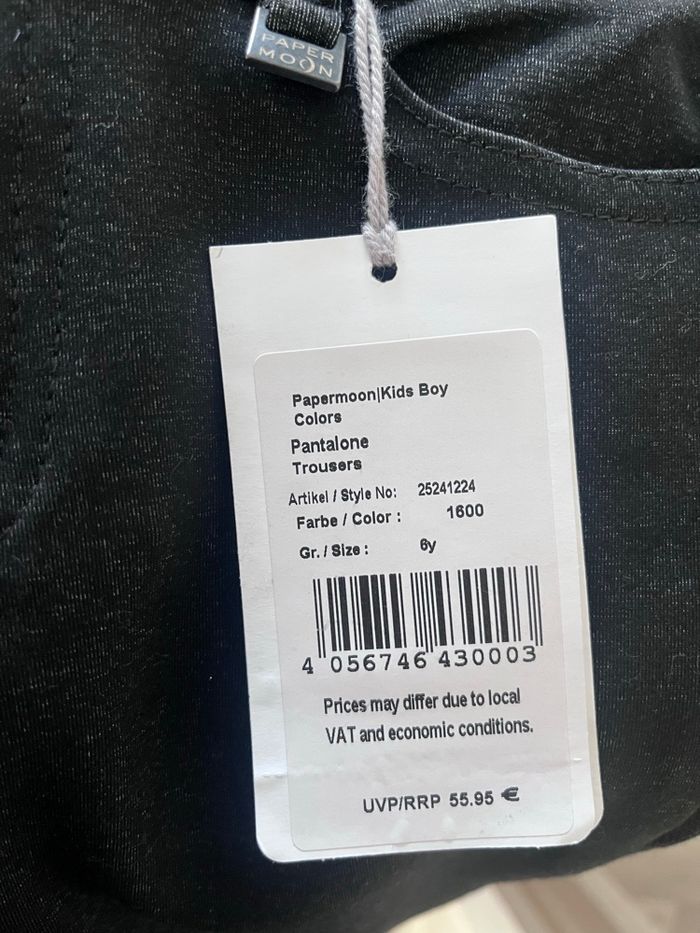 PAPER
MOON
Papermoon|Kids Boy
Colors
Pantalone
Trousers
Artikel / Style No: 25241224
Farbe / Color : 1600
Gr. / Size : 6y
4 056746 430003
Prices may differ due to local
VAT and economic conditions.
UVP/RRP 55.95 €